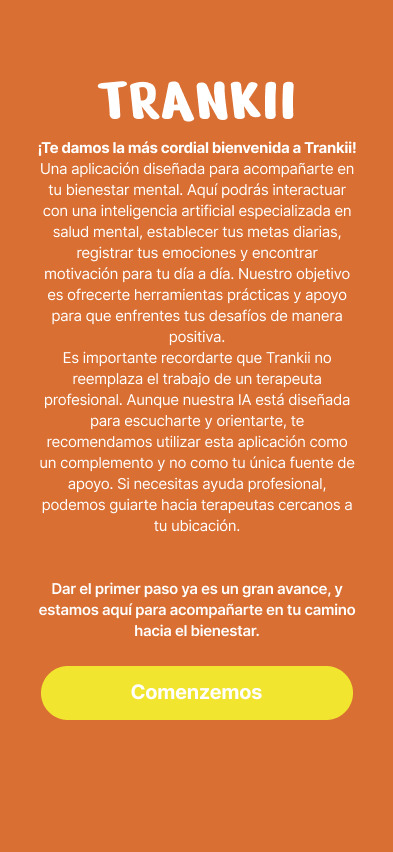 TRANKII
¡Te damos la más cordial bienvenida a Trankii!
Una aplicación diseñada para acompañarte en
tu bienestar mental. Aquí podrás interactuar
con una inteligencia artificial especializada en
salud mental, establecer tus metas diarias,
registrar tus emociones y encontrar
motivación para tu día a día. Nuestro objetivo
es ofrecerte herramientas prácticas y apoyo
para que enfrentes tus desafíos de manera
positiva.
Es importante recordarte que Trankii no
reemplaza el trabajo de un terapeuta
profesional. Aunque nuestra IA está diseñada
para escucharte y orientarte, te
recomendamos utilizar esta aplicación como
un complemento y no como tu única fuente de
apoyo. Si necesitas ayuda profesional,
podemos guiarte hacia terapeutas cercanos a
tu ubicación.
Dar el primer paso ya es un gran avance, y
estamos aquí para acompañarte en tu camino
hacia el bienestar.
Comenzemos